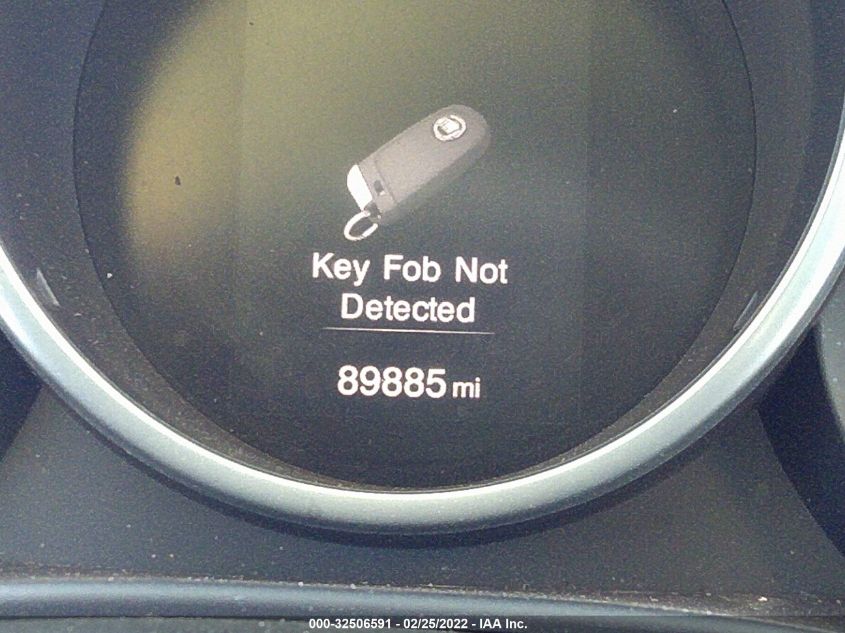 Key Fob Not
Detected
89885 mi
000-32506591 - 02/25/2022 - IAA Inc.